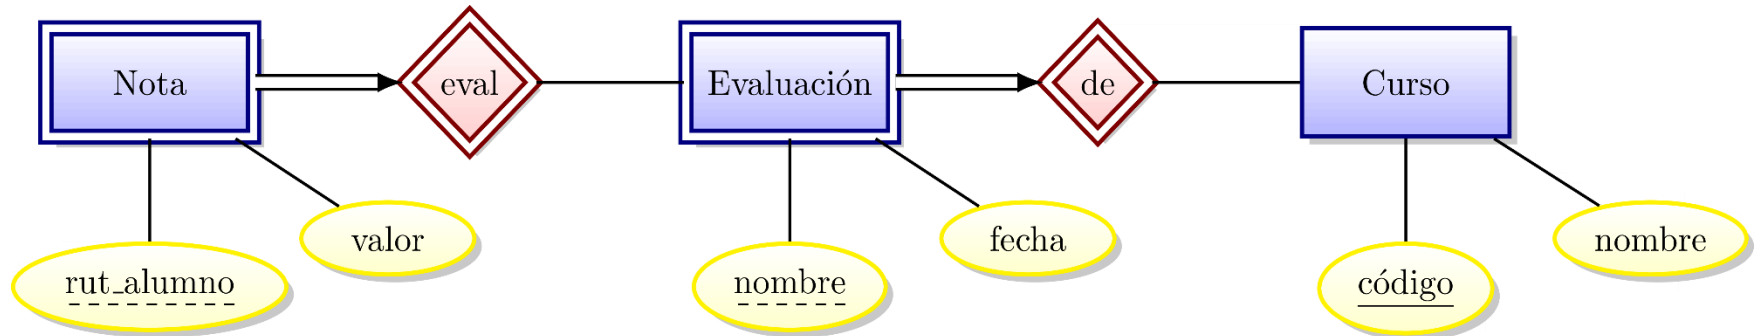 Nota
eval
Evaluación
de
Curso
rut_alumno
valor
nombre
fecha
código
nombre